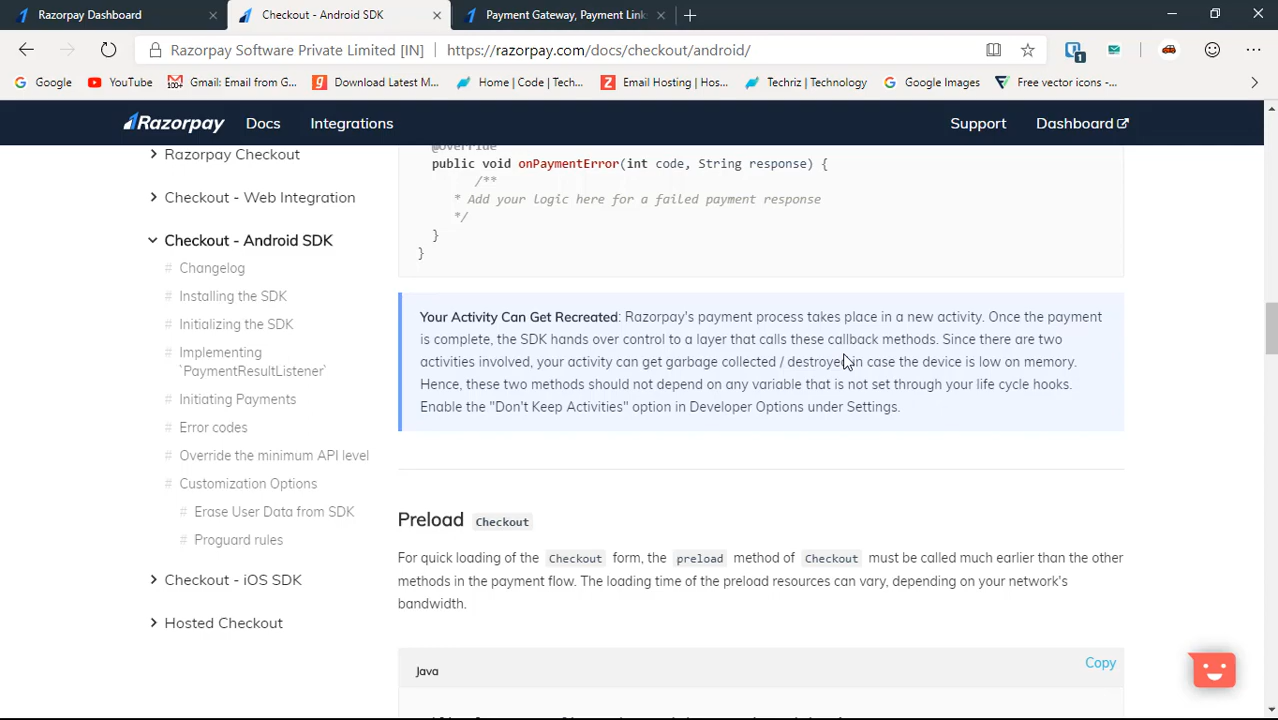 Razorpay Dashboard
Checkout - Android SDK
Payment Gateway, Payment Link
Razorpay Software Private Limited [IN]
https://razorpay.com/docs/checkout/android/
1
Google
YouTube
100+
Gmail: Email from G...
Download Latest M...
Home | Code | Tech...
Email Hosting | Hos...
Techriz | Technology
Google Images
Free vector icons -...
Razorpay
Docs
Integrations
Support
Dashboard
Razorpay Checkout
Checkout - Web Integration
Checkout - Android SDK
# Changelog
# Installing the SDK
# Initializing the SDK
# Implementing
`PaymentResultListener`
# Initiating Payments
# Error codes
# Override the minimum API level
# Customization Options
# Erase User Data from SDK
# Proguard rules
Checkout - iOS SDK
Hosted Checkout
@Override
public void onPaymentError(int code, String response) {
/**
* Add your logic here for a failed payment response
*/
}
}
Your Activity Can Get Recreated: Razorpay's payment process takes place in a new activity. Once the payment
is complete, the SDK hands over control to a layer that calls these callback methods. Since there are two
activities involved, your activity can get garbage collected / destroyed in case the device is low on memory.
Hence, these two methods should not depend on any variable that is not set through your life cycle hooks.
Enable the "Don't Keep Activities" option in Developer Options under Settings.
Preload Checkout
For quick loading of the Checkout form, the preload method of Checkout must be called much earlier than the other
methods in the payment flow. The loading time of the preload resources can vary, depending on your network's
bandwidth.
Java
Copy